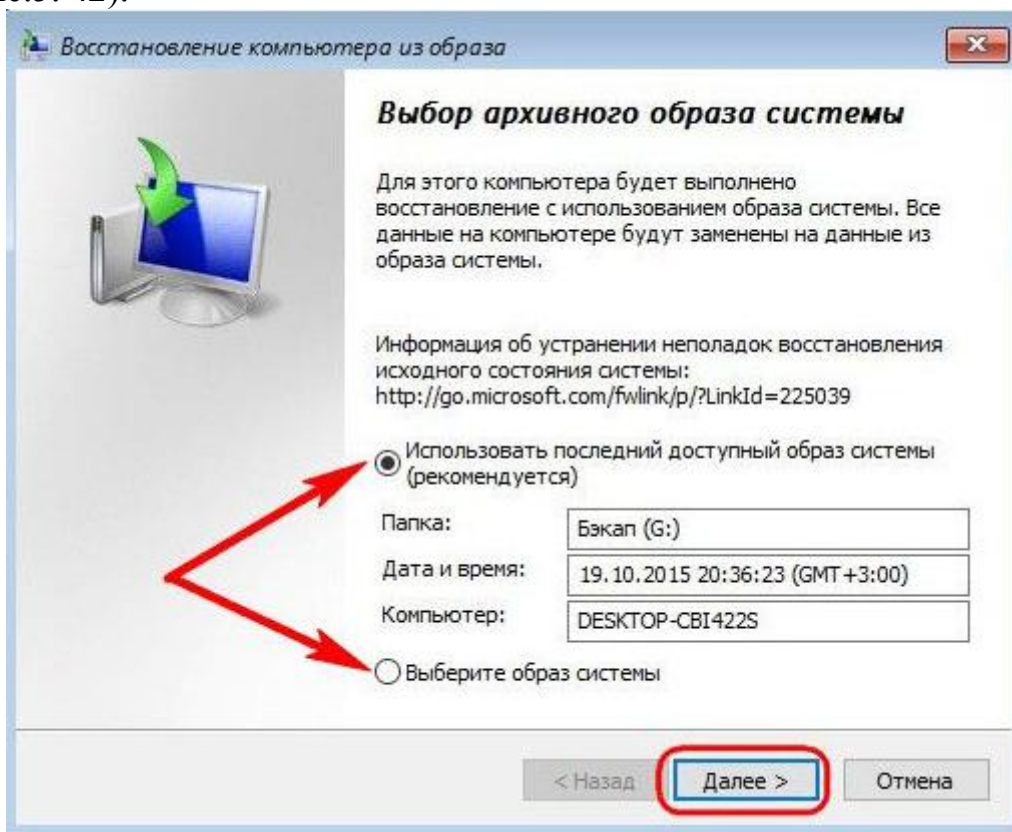 Восстановление компьютера из образа
Выбор архивного образа системы
Для этого компьютера будет выполнено
восстановление с использованием образа системы. Все
данные на компьютере будут заменены на данные из
образа системы.
Информация об устранении неполадок восстановления
исходного состояния системы:
http://go.microsoft.com/fwlink/p/?LinkId=225039
Использовать последний доступный образ системы
(рекомендуется)
Папка: Бэкап (G:)
Дата и время: 19.10.2015 20:36:23 (GMT+3:00)
Компьютер: DESKTOP-CBI422S
Выберите образ системы
< Назад Далее > Отмена